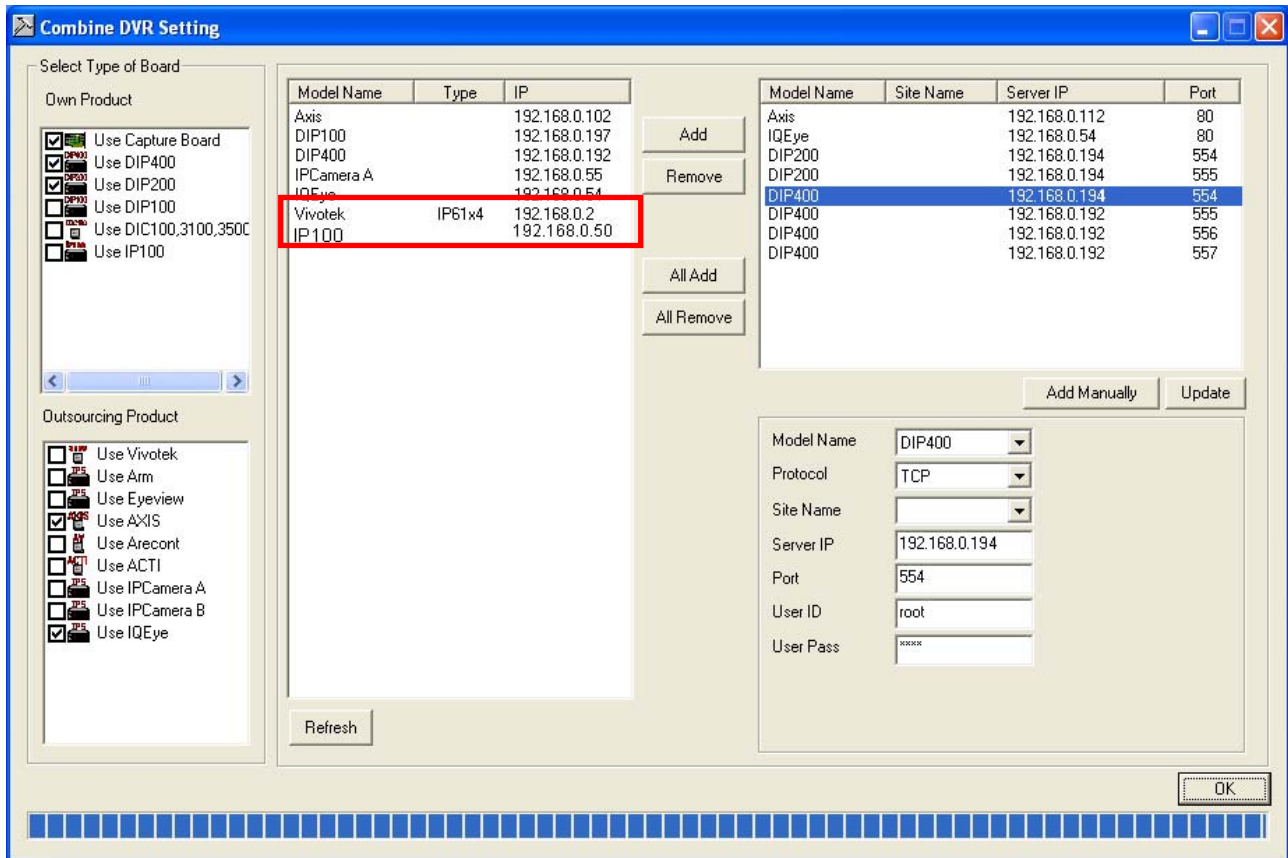 Combine DVR Setting
Select Type of Board
Own Product
Use Capture Board
Use DIP400
Use DIP200
Use DIP100
Use DIC100,3100,350C
Use IP100
Outsourcing Product
Use Vivotek
Use Arm
Use Eyeview
Use AXIS
Use Arecont
Use ACTI
Use IPCamera A
Use IPCamera B
Use IQEye
Model Name Type IP
Axis 192.168.0.102
DIP100 192.168.0.197
DIP400 192.168.0.192
IPCamera A 192.168.0.55
IQEye 192.168.0.54
Vivotek IP61x4 192.168.0.2
IP100 192.168.0.50
Refresh
Add
Remove
All Add
All Remove
Model Name Site Name Server IP Port
Axis 192.168.0.112 80
IQEye 192.168.0.54 80
DIP200 192.168.0.194 554
DIP200 192.168.0.194 555
DIP400 192.168.0.194 554
DIP400 192.168.0.192 555
DIP400 192.168.0.192 556
DIP400 192.168.0.192 557
Add Manually Update
Model Name DIP400
Protocol TCP
Site Name
Server IP 192.168.0.194
Port 554
User ID root
User Pass ****
OK